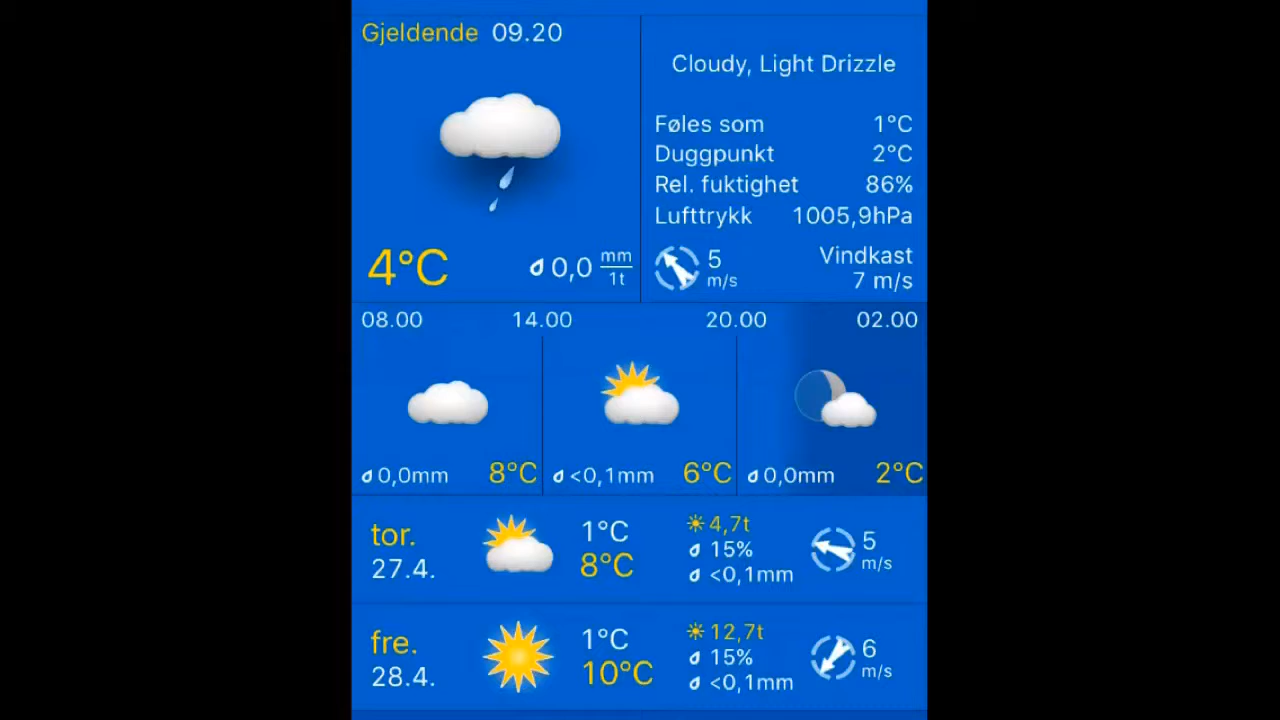 Gjeldende 09.20
4°C
0,0 mm
1t
Cloudy, Light Drizzle
Føles som 1°C
Duggpunkt 2°C
Rel. fuktighet 86%
Lufttrykk 1005,9hPa
5
m/s
Vindkast
7 m/s
08.00 14.00 20.00 02.00
0,0mm 8°C
<0,1mm 6°C
0,0mm 2°C
tor.
27.4.
1°C
8°C
4,7t
15%
<0,1mm
5
m/s
fre.
28.4.
1°C
10°C
12,7t
15%
<0,1mm
6
m/s